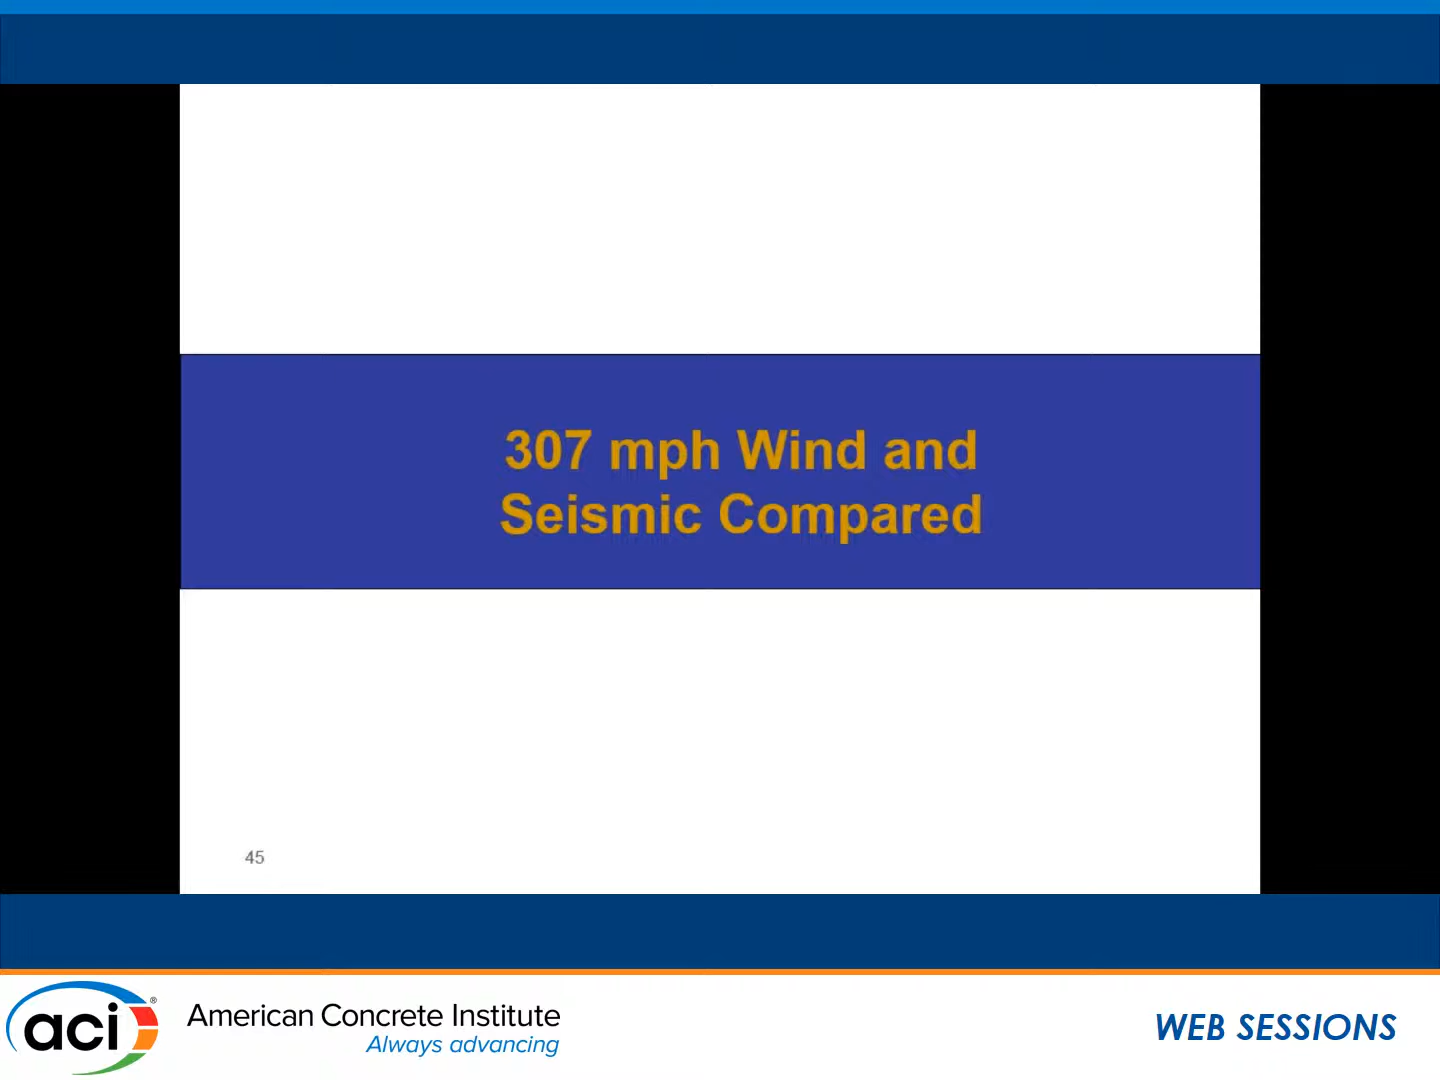 307 mph Wind and
Seismic Compared
45
aci®
American Concrete Institute
Always advancing
WEB SESSIONS